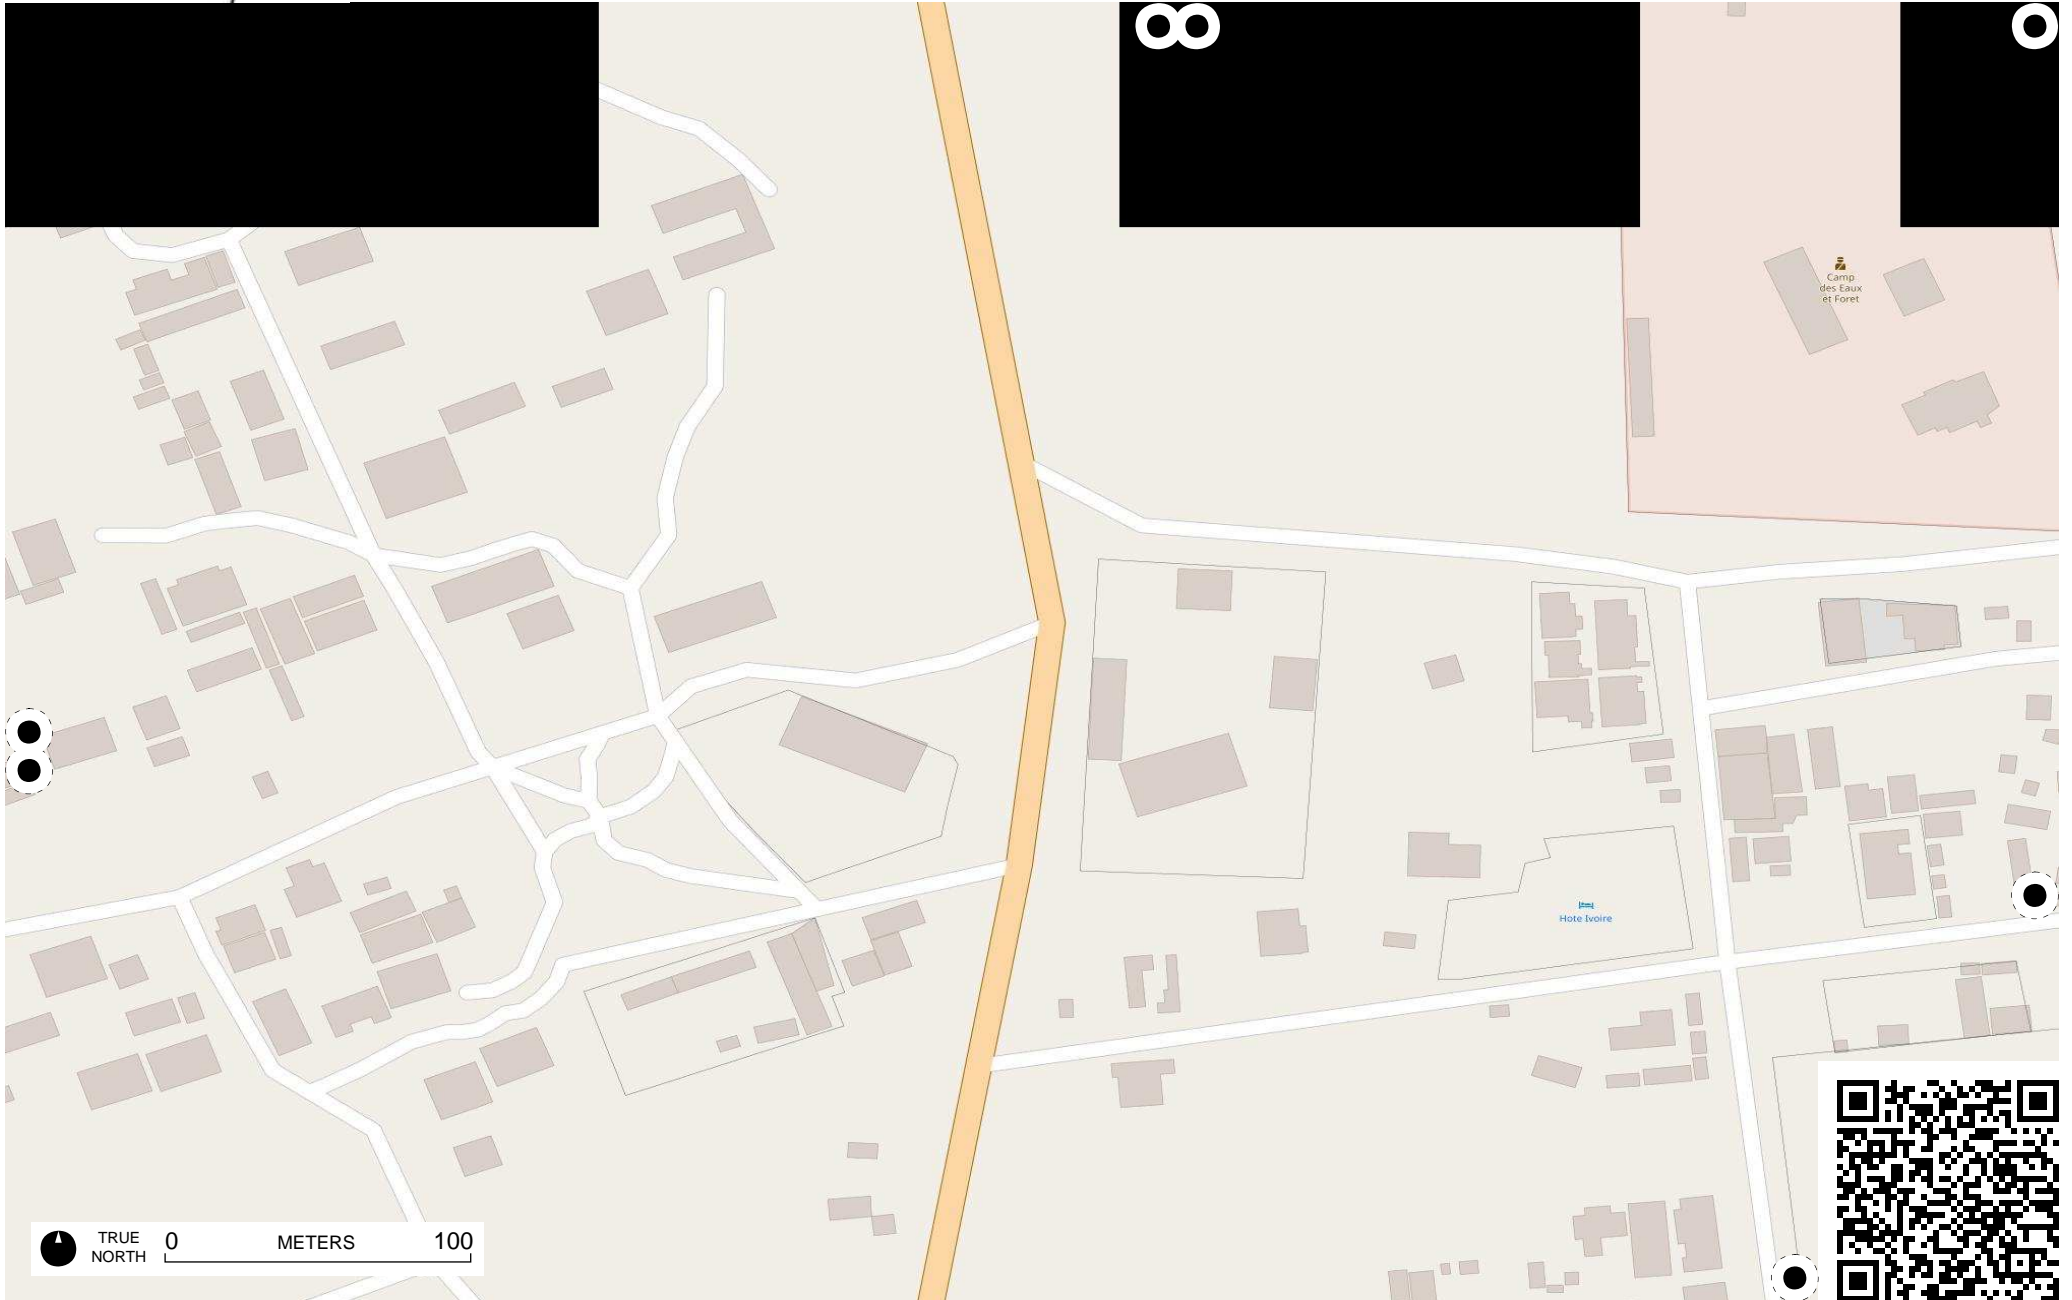 Camp
des Eaux
et Foret
Hote Ivoire
TRUE
NORTH
0 METERS 100